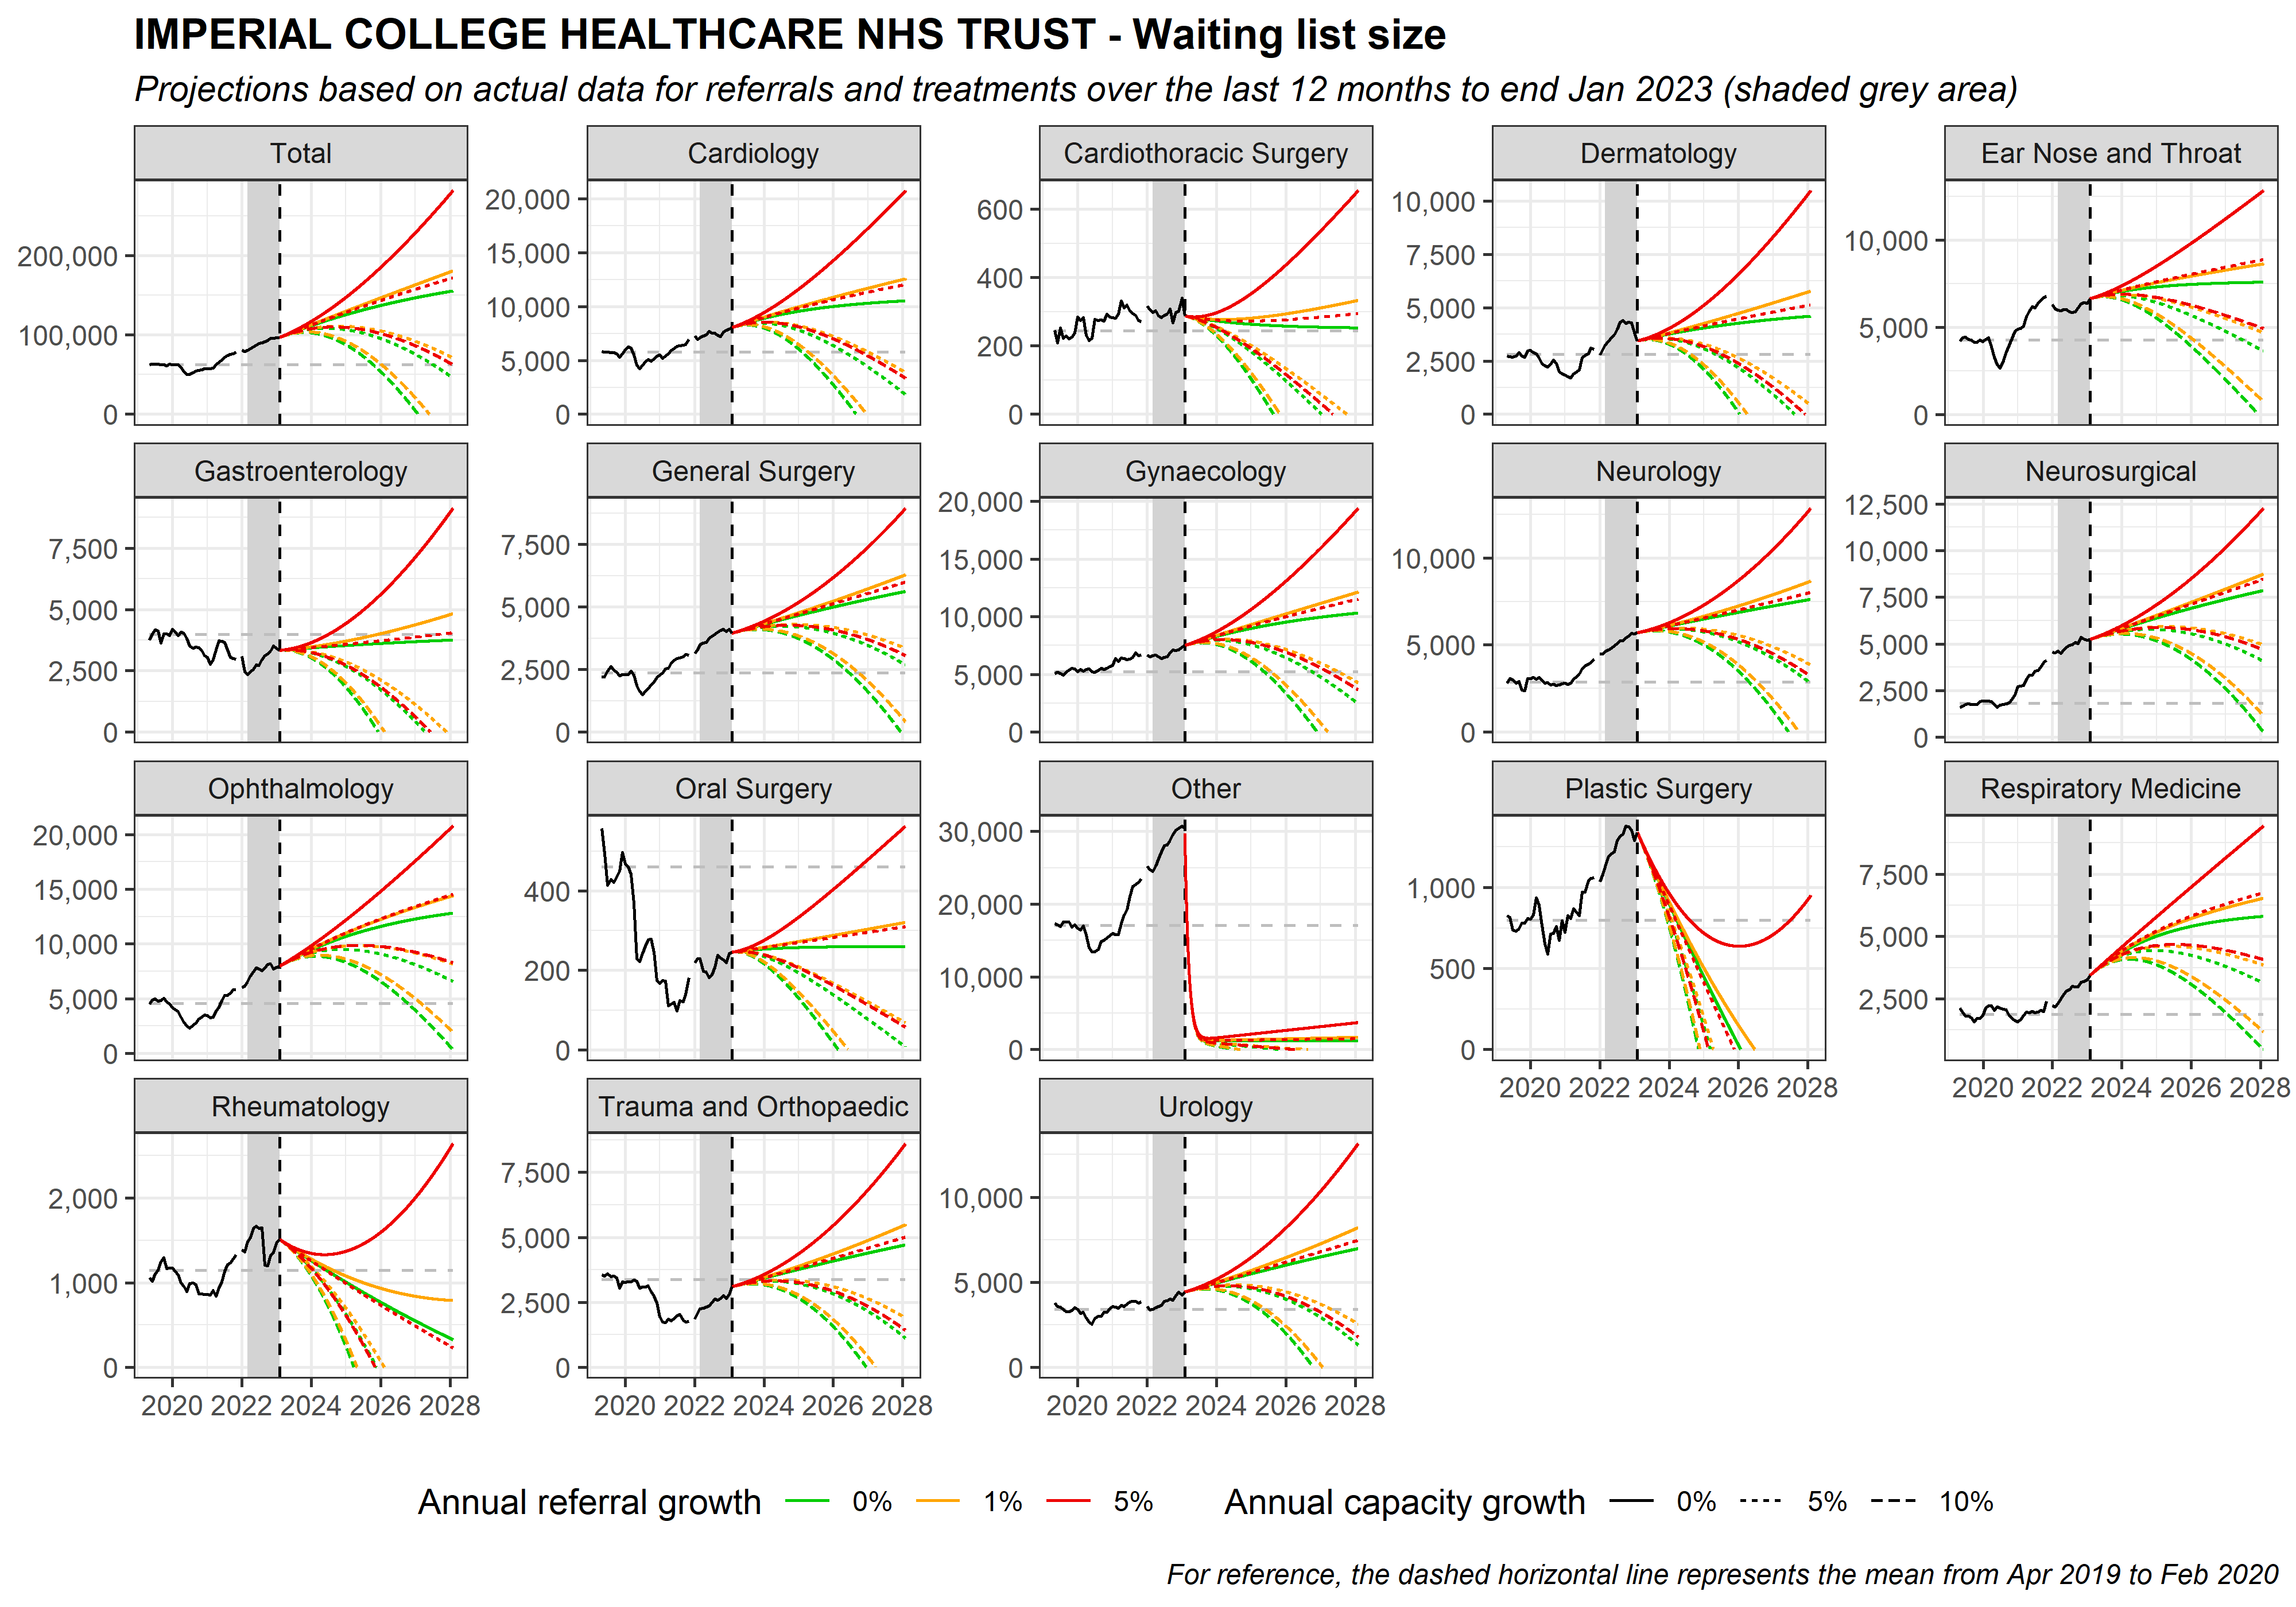 IMPERIAL COLLEGE HEALTHCARE NHS TRUST - Waiting list size
Projections based on actual data for referrals and treatments over the last 12 months to end Jan 2023 (shaded grey area)
Total
200,000
100,000
0
Cardiology
20,000
15,000
10,000
5,000
0
Cardiothoracic Surgery
600
400
200
0
Dermatology
10,000
7,500
5,000
2,500
0
Ear Nose and Throat
10,000
5,000
0
Gastroenterology
7,500
5,000
2,500
0
General Surgery
7,500
5,000
2,500
0
Gynaecology
20,000
15,000
10,000
5,000
0
Neurology
10,000
5,000
0
Neurosurgical
12,500
10,000
7,500
5,000
2,500
0
Ophthalmology
20,000
15,000
10,000
5,000
0
Oral Surgery
400
200
0
Other
30,000
20,000
10,000
0
Plastic Surgery
1,000
500
0
2020 2022 2024 2026 2028
Respiratory Medicine
7,500
5,000
2,500
2020 2022 2024 2026 2028
Rheumatology
2,000
1,000
0
2020 2022 2024 2026 2028
Trauma and Orthopaedic
7,500
5,000
2,500
0
2020 2022 2024 2026 2028
Urology
10,000
5,000
0
2020 2022 2024 2026 2028
Annual referral growth 0% 1% 5% Annual capacity growth 0% 5% 10%
For reference, the dashed horizontal line represents the mean from Apr 2019 to Feb 2020